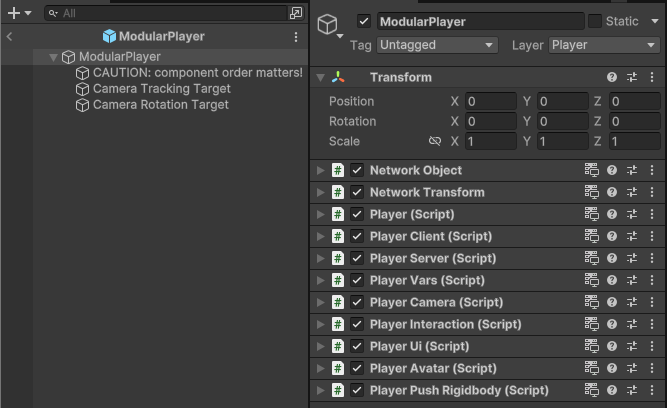 All
ModularPlayer
ModularPlayer
CAUTION: component order matters!
Camera Tracking Target
Camera Rotation Target
ModularPlayer Static
Tag Untagged Layer Player
Transform
Position X 0 Y 0 Z 0
Rotation X 0 Y 0 Z 0
Scale X 1 Y 1 Z 1
# Network Object
# Network Transform
# Player (Script)
# Player Client (Script)
# Player Server (Script)
# Player Vars (Script)
# Player Camera (Script)
# Player Interaction (Script)
# Player Ui (Script)
# Player Avatar (Script)
# Player Push Rigidbody (Script)